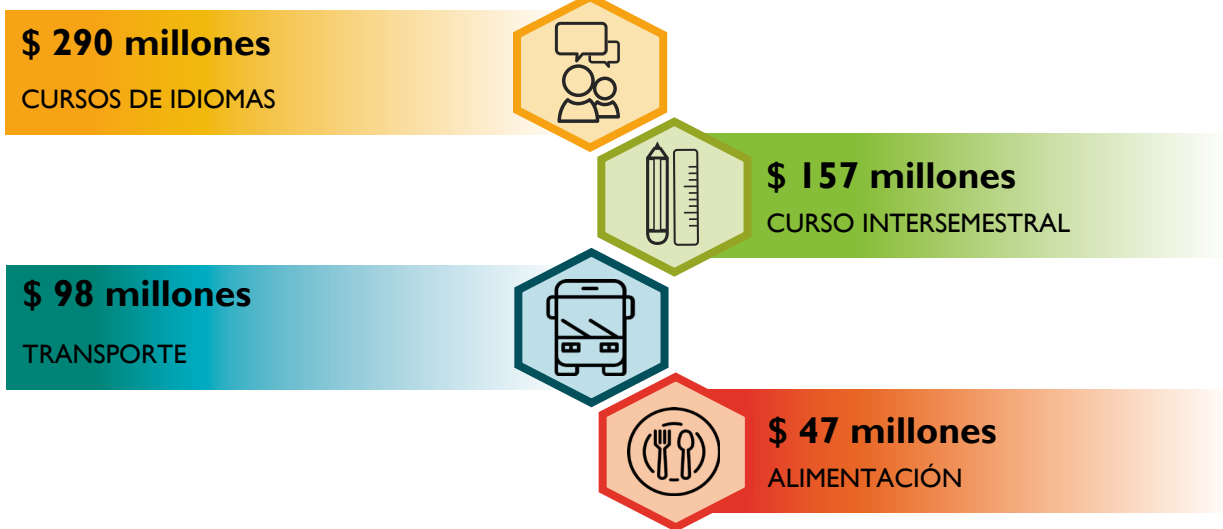 $ 290 millones
CURSOS DE IDIOMAS
$ 157 millones
CURSO INTERSEMESTRAL
$ 98 millones
TRANSPORTE
$ 47 millones
ALIMENTACIÓN